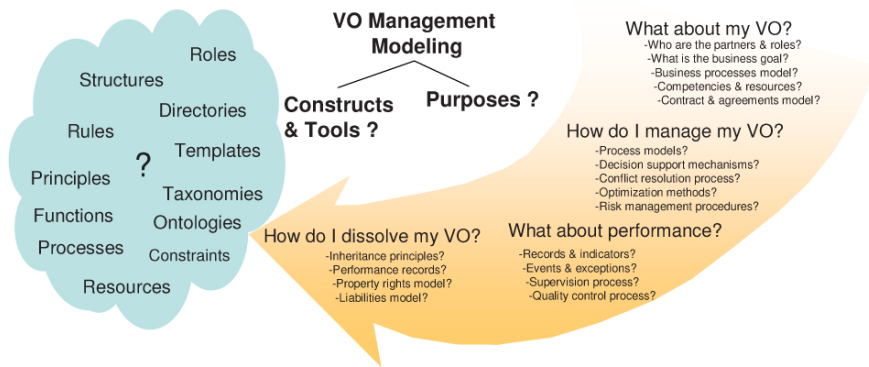 VO Management
Modeling
Constructs
& Tools ?
Purposes ?
Roles
Structures
Directories
Rules
Templates
?
Principles
Taxonomies
Functions
Ontologies
Processes
Constraints
Resources
What about my VO?
-Who are the partners & roles?
-What is the business goal?
-Business processes model?
-Competencies & resources?
-Contract & agreements model?
How do I manage my VO?
-Process models?
-Decision support mechanisms?
-Conflict resolution process?
-Optimization methods?
-Risk management procedures?
What about performance?
-Records & indicators?
-Events & exceptions?
-Supervision process?
-Quality control process?
How do I dissolve my VO?
-Inheritance principles?
-Performance records?
-Property rights model?
-Liabilities model?